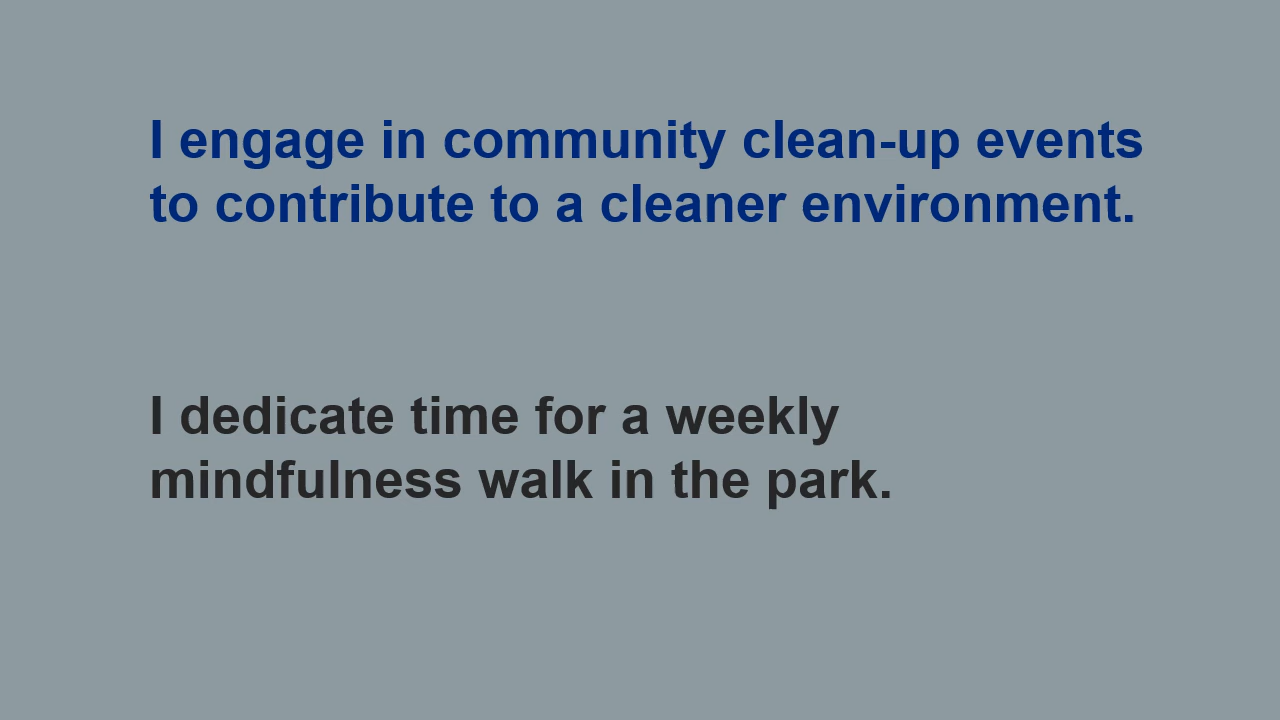 I engage in community clean-up events
to contribute to a cleaner environment.
I dedicate time for a weekly
mindfulness walk in the park.